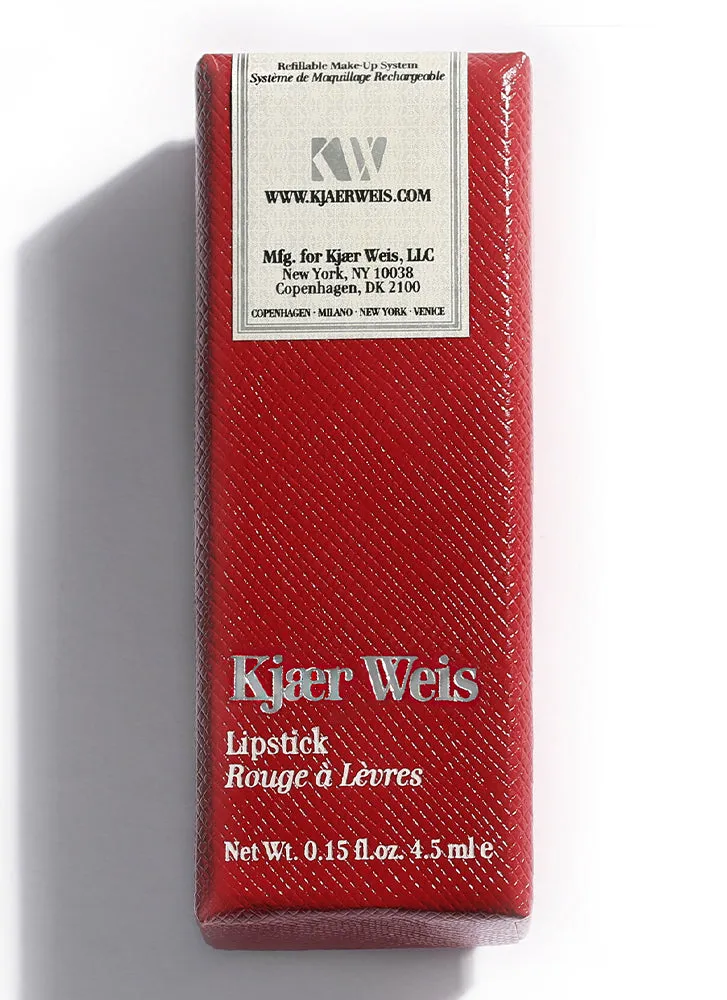 Refillable Make-Up System
Système de Maquillage Rechargeable
KW
WWW.KJAERWEIS.COM
Mfg. for Kjær Weis, LLC
New York, NY 10038
Copenhagen, DK 2100
COPENHAGEN · MILANO · NEW YORK · VENICE
Kjær Weis
Lipstick
Rouge à Lèvres
Net Wt. 0.15 fl.oz. 4.5 ml e